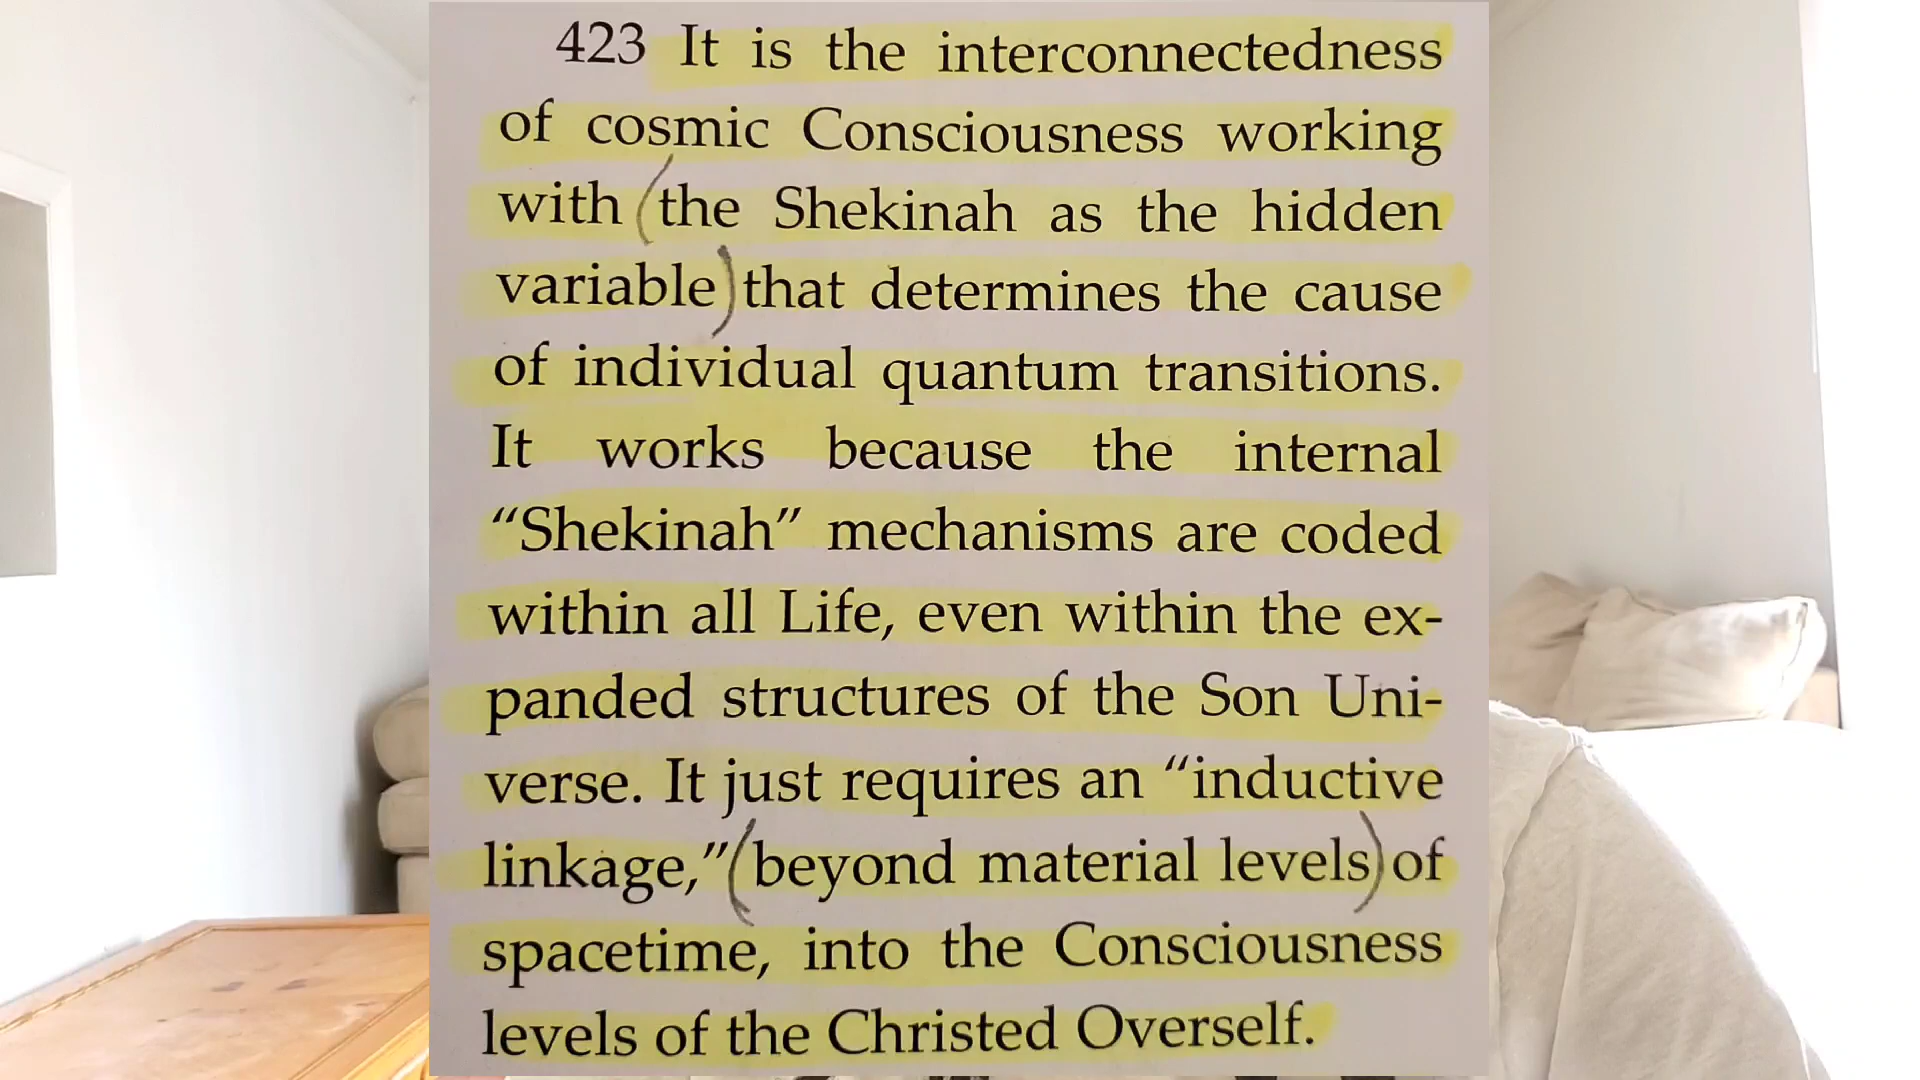 423 It is the interconnectedness
of cosmic Consciousness working
with (the Shekinah as the hidden
variable) that determines the cause
of individual quantum transitions.
It works because the internal
“Shekinah” mechanisms are coded
within all Life, even within the ex-
panded structures of the Son Uni-
verse. It just requires an “inductive
linkage,” (beyond material levels) of
spacetime, into the Consciousness
levels of the Christed Overself.